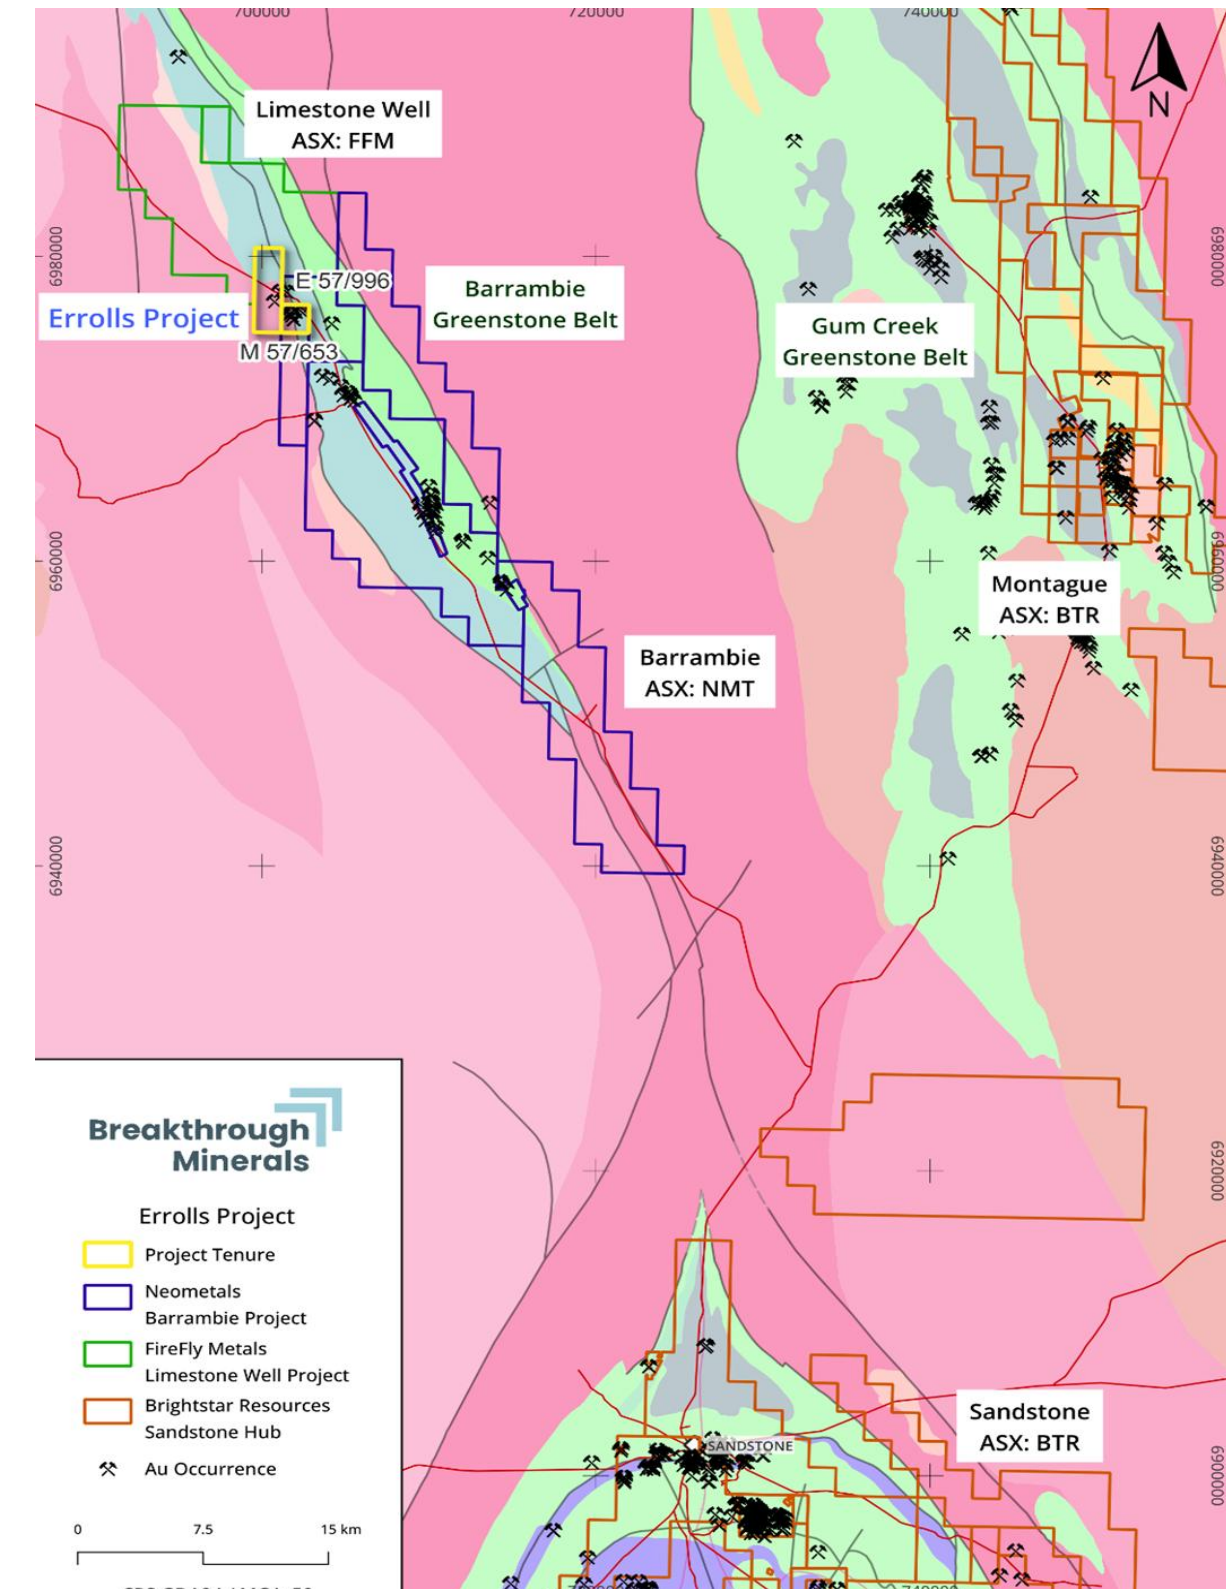 700000
720000
740000
Limestone Well
ASX: FFM
6980000
6980000
E 57/996
Errolls Project
M 57/653
Barrambie
Greenstone Belt
Gum Creek
Greenstone Belt
6960000
6960000
Montague
ASX: BTR
Barrambie
ASX: NMT
N
6940000
6940000
6920000
Breakthrough
Minerals
Errolls Project
Project Tenure
Neometals
Barrambie Project
FireFly Metals
Limestone Well Project
Brightstar Resources
Sandstone Hub
Au Occurrence
0 7.5 15 km
Sandstone
ASX: BTR
SANDSTONE
6900000